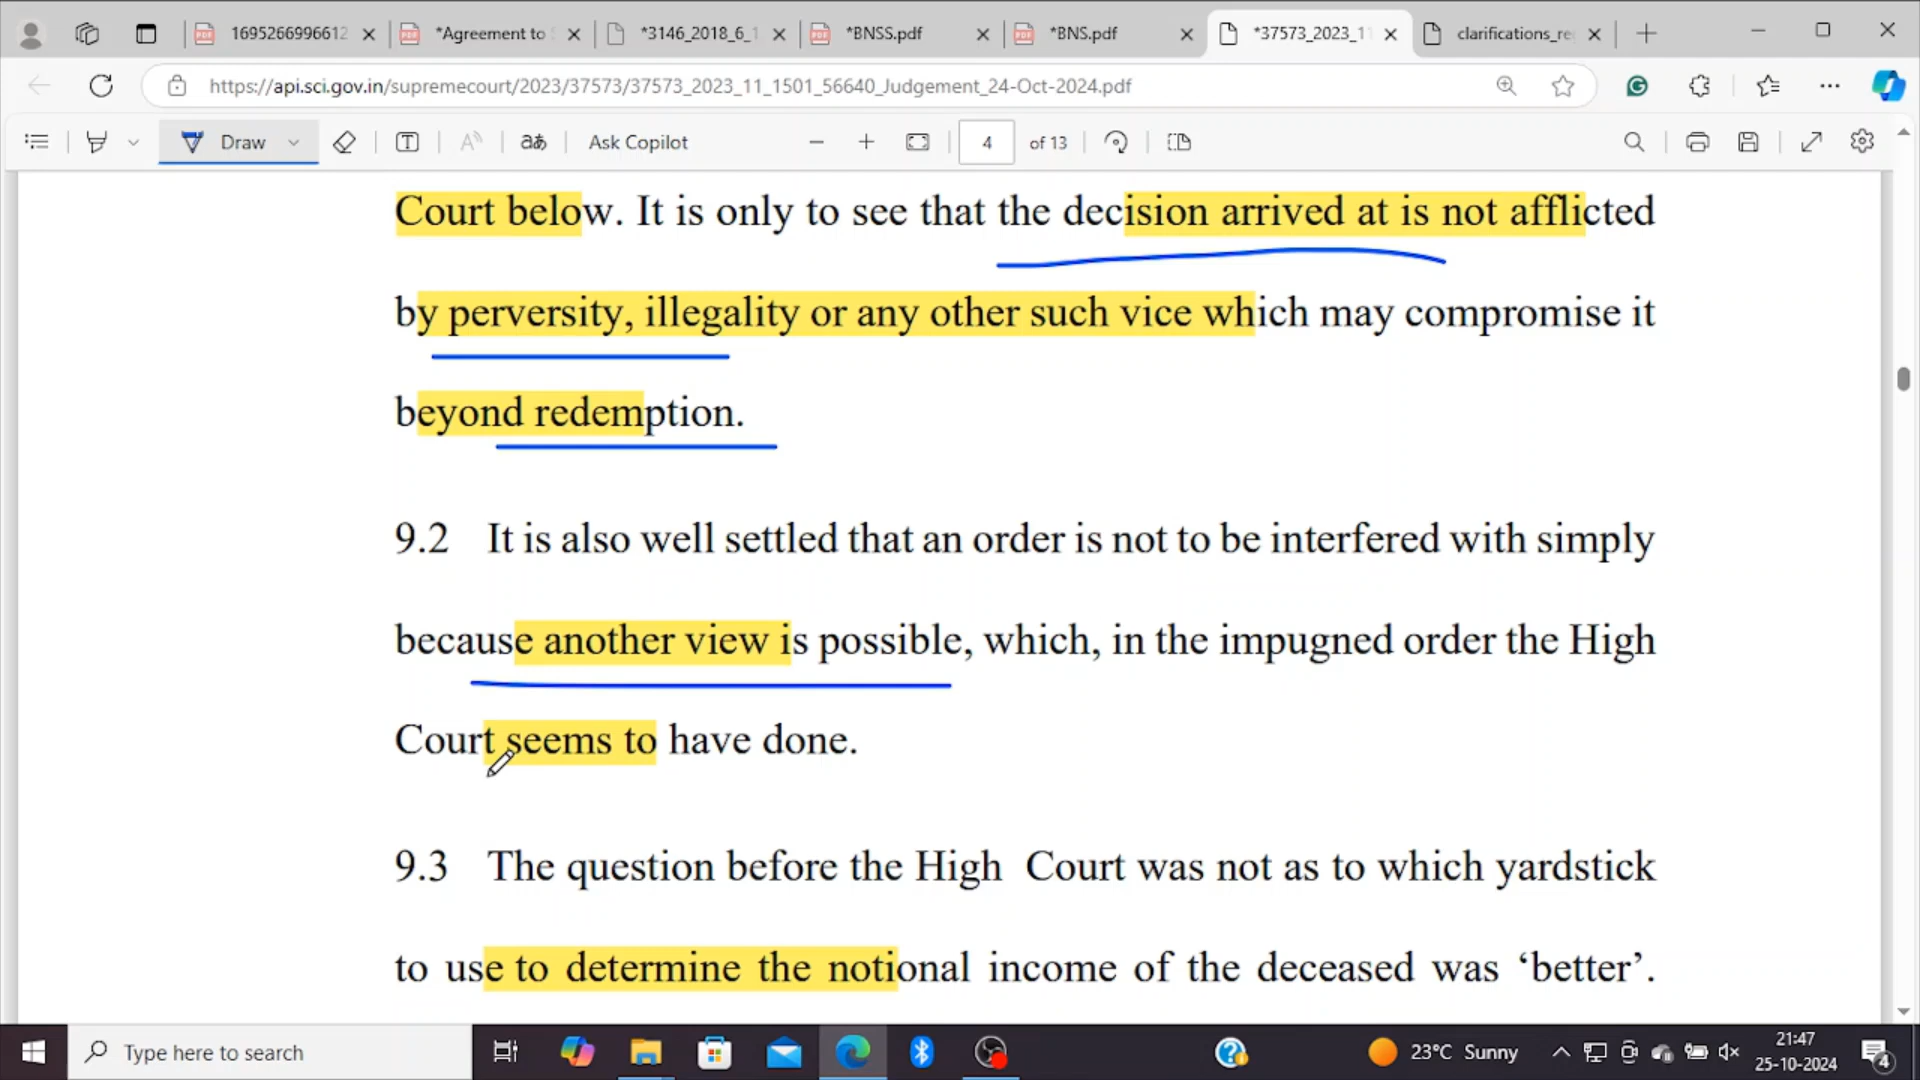 1695266996612
*Agreement to
*3146_2018_6_1
*BNSS.pdf
*BNS.pdf
*37573_2023_11
clarifications_re
https://api.sci.gov.in/supremecourt/2023/37573/37573_2023_11_1501_56640_Judgement_24-Oct-2024.pdf
Draw
Ask Copilot
4 of 13
Court below. It is only to see that the decision arrived at is not afflicted
by perversity, illegality or any other such vice which may compromise it
beyond redemption.
9.2 It is also well settled that an order is not to be interfered with simply
because another view is possible, which, in the impugned order the High
Court seems to have done.
9.3 The question before the High Court was not as to which yardstick
to use to determine the notional income of the deceased was ‘better’.
Type here to search
23°C Sunny
21:47
25-10-2024
4